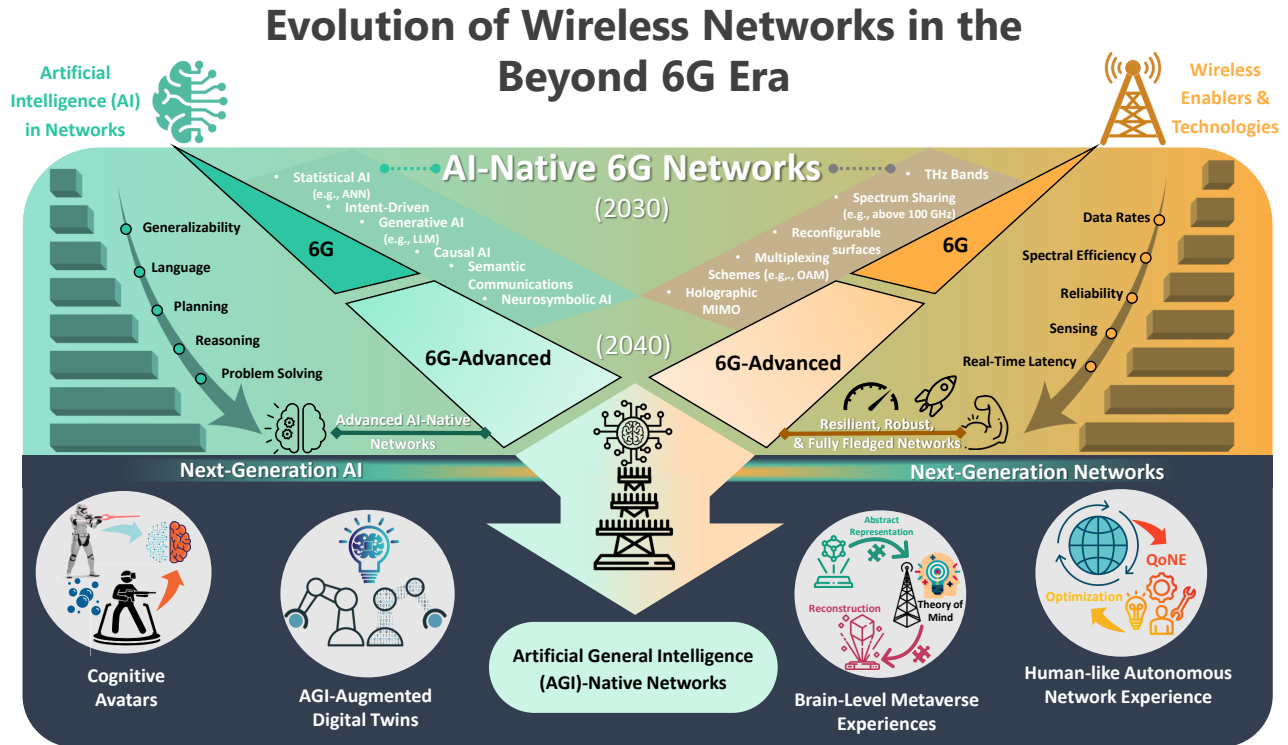 Evolution of Wireless Networks in the
Beyond 6G Era
Artificial
Intelligence (AI)
in Networks
Wireless
Enablers &
Technologies
AI-Native 6G Networks
(2030)
• Statistical AI
(e.g., ANN)
• Intent-Driven
• Generative AI
(e.g., LLM)
• Causal AI
• Semantic
Communications
• Neurosymbolic AI
• THz Bands
• Spectrum Sharing
(e.g., above 100 GHz)
• Reconfigurable
surfaces
• Multiplexing
Schemes (e.g,., OAM)
• Holographic
MIMO
6G
6G
Generalizability
Language
Planning
Reasoning
Problem Solving
Data Rates
Spectral Efficiency
Reliability
Sensing
Real-Time Latency
(2040)
6G-Advanced
6G-Advanced
Advanced AI-Native
Networks
Resilient, Robust,
& Fully Fledged Networks
Next-Generation AI
Next-Generation Networks
Cognitive
Avatars
AGI-Augmented
Digital Twins
Artificial General Intelligence
(AGI)-Native Networks
Abstract
Representation
Reconstruction
Theory of
Mind
Brain-Level Metaverse
Experiences
QoNE
Optimization
Human-like Autonomous
Network Experience